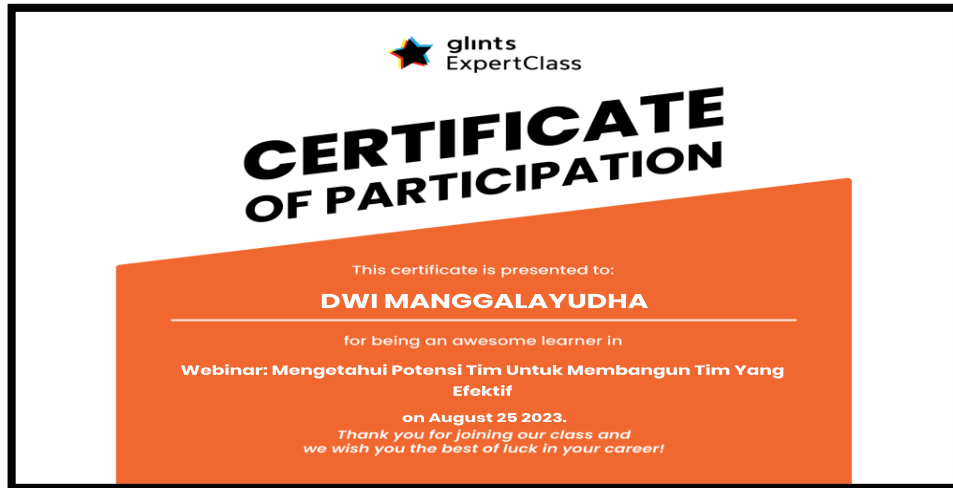 glints
ExpertClass
CERTIFICATE
OF PARTICIPATION
This certificate is presented to:
DWI MANGGALAYUDHA
for being an awesome learner in
Webinar: Mengetahui Potensi Tim Untuk Membangun Tim Yang
Efektif
on August 25 2023.
Thank you for joining our class and
we wish you the best of luck in your career!